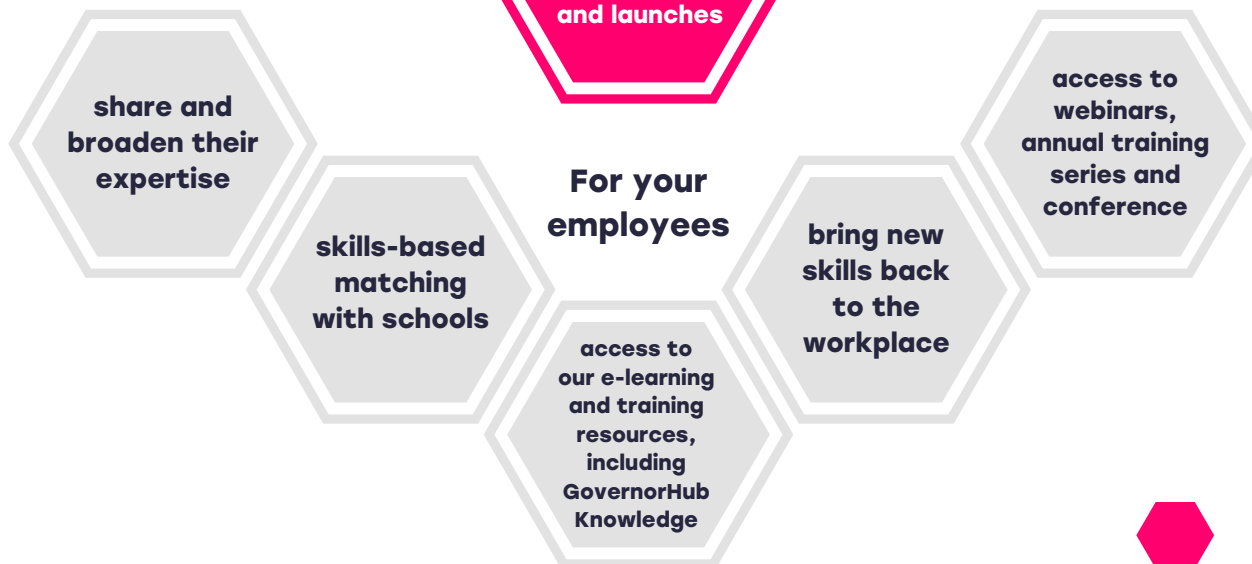 and launches
For your
employees
share and
broaden their
expertise
skills-based
matching
with schools
access to
our e-learning
and training
resources,
including
GovernorHub
Knowledge
bring new
skills back
to the
workplace
access to
webinars,
annual training
series and
conference